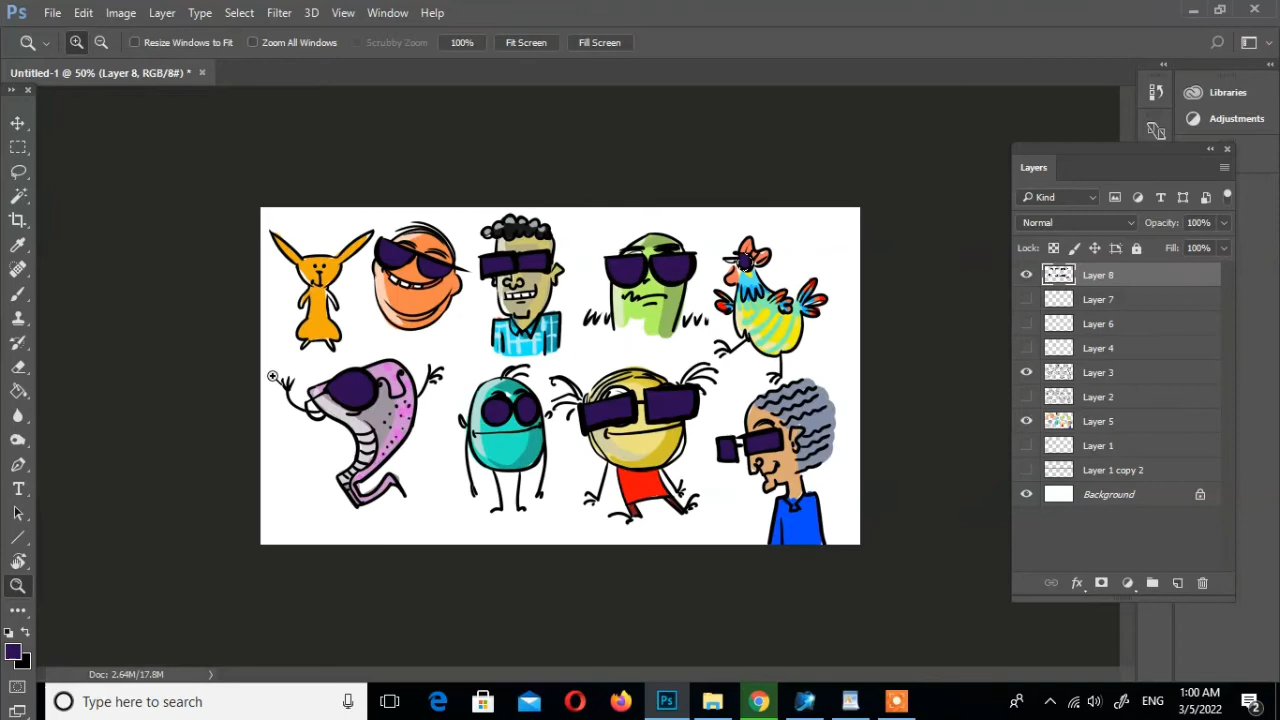 Ps File Edit Image Layer Type Select Filter 3D View Window Help
Resize Windows to Fit Zoom All Windows Scrubby Zoom 100% Fit Screen Fill Screen
Untitled-1 @ 50% (Layer 8, RGB/8#) * ×
Libraries
Adjustments
Layers
Kind
Normal Opacity: 100%
Lock: Fill: 100%
Layer 8
Layer 7
Layer 6
Layer 4
Layer 3
Layer 2
Layer 5
Layer 1
Layer 1 copy 2
Background
fx
Doc: 2.64M/17.8M
Type here to search
Ps
ENG
1:00 AM
3/5/2022
2